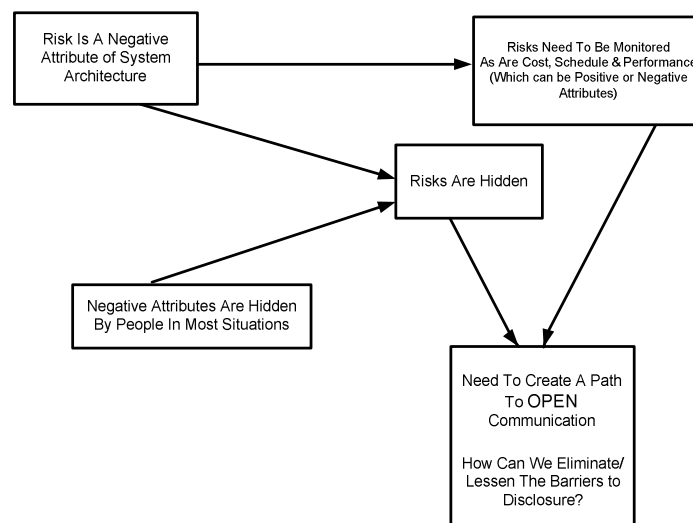 Risk Is A Negative
Attribute of System
Architecture
Risks Need To Be Monitored
As Are Cost, Schedule & Performance
(Which can be Positive or Negative
Attributes)
Risks Are Hidden
Negative Attributes Are Hidden
By People In Most Situations
Need To Create A Path
To OPEN
Communication
How Can We Eliminate/
Lessen The Barriers to
Disclosure?